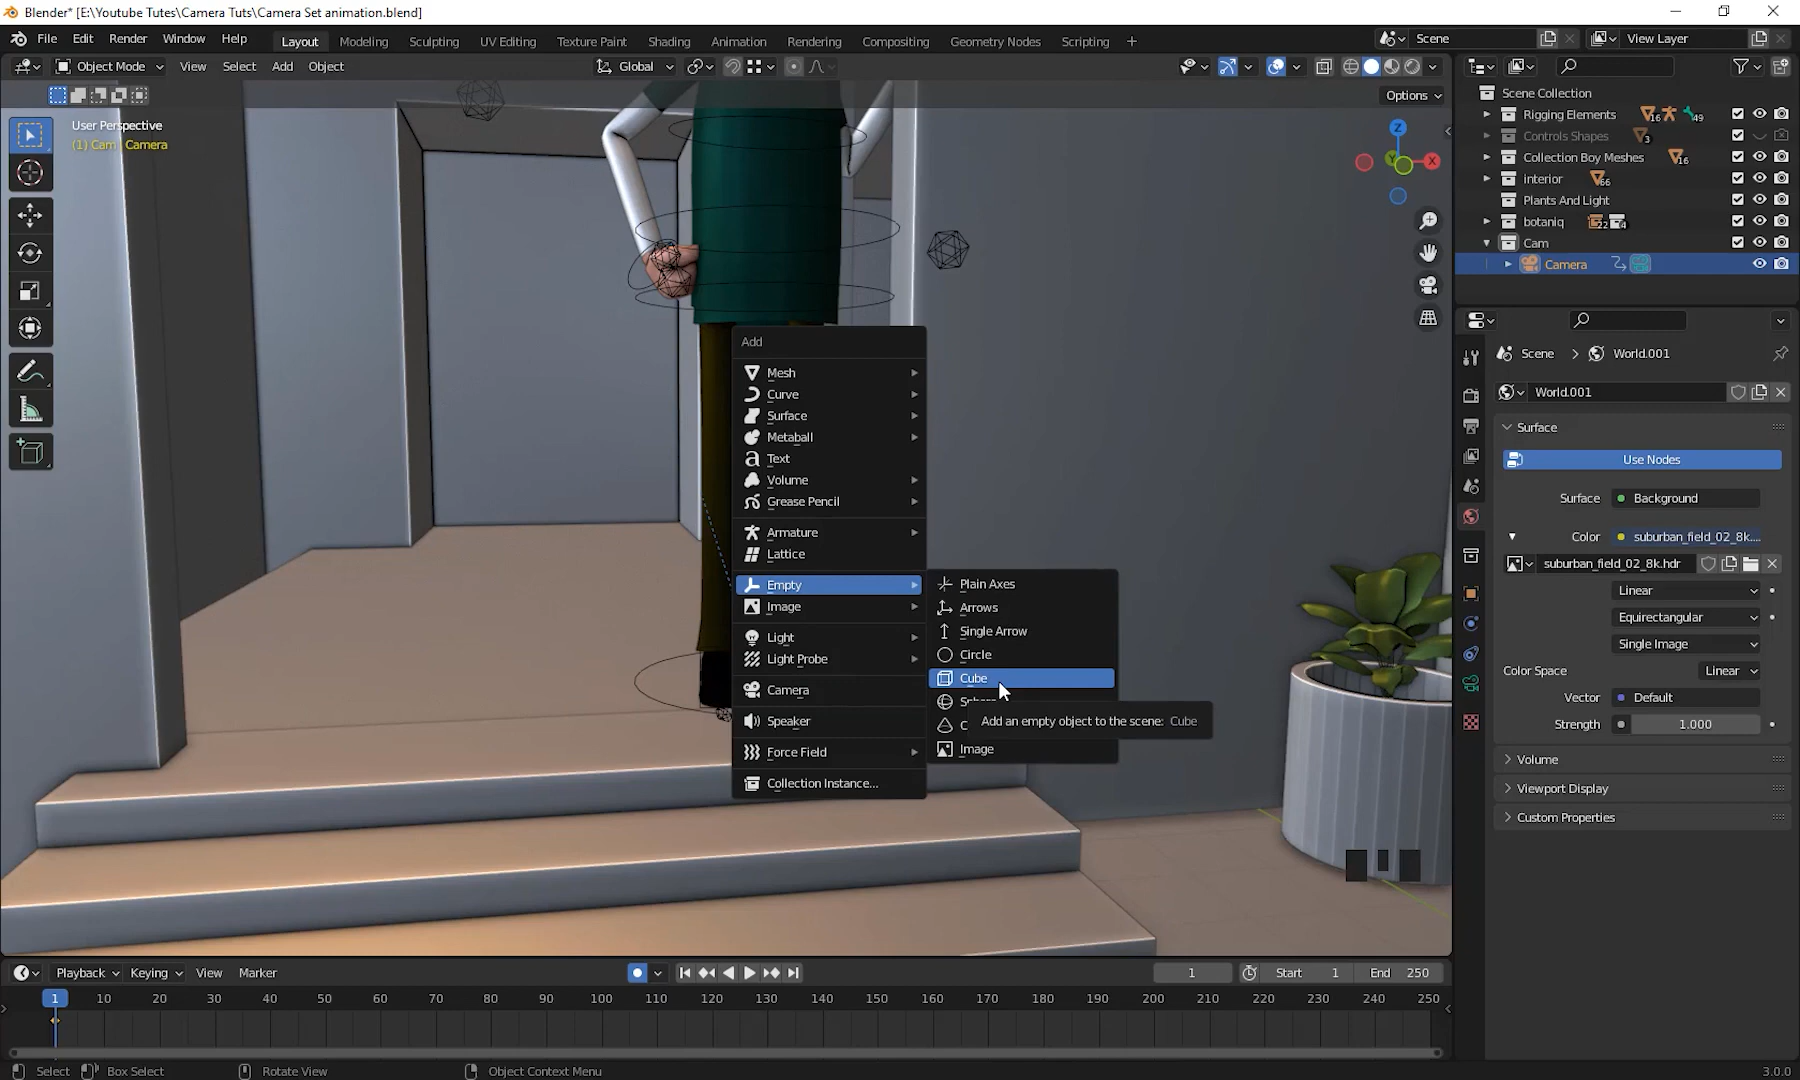 Blender* [E:\Youtube Tutes\Camera Tuts\Camera Set animation.blend]
File Edit Render Window Help
Layout Modeling Sculpting UV Editing Texture Paint Shading Animation Rendering Compositing Geometry Nodes Scripting +
Scene
View Layer
Object Mode View Select Add Object
Global
Options
User Perspective
(1) Cam | Camera
Z
Y
X
Scene Collection
Rigging Elements 16 49
Controls Shapes 3
Collection Boy Meshes 16
interior 66
Plants And Light
botaniq 22 4
Cam
Camera
Scene > World.001
World.001
Surface
Use Nodes
Surface Background
Color suburban_field_02_8k....
suburban_field_02_8k.hdr
Linear
Equirectangular
Single Image
Color Space Linear
Vector Default
Strength 1.000
Volume
Viewport Display
Custom Properties
Add
Mesh
Curve
Surface
Metaball
Text
Volume
Grease Pencil
Armature
Lattice
Empty
Image
Light
Light Probe
Camera
Speaker
Force Field
Collection Instance...
Plain Axes
Arrows
Single Arrow
Circle
Cube
Add an empty object to the scene: Cube
Image
Playback Keying View Marker
1 Start 1 End 250
1 10 20 30 40 50 60 70 80 90 100 110 120 130 140 150 160 170 180 190 200 210 220 230 240 250
Select Box Select Rotate View Object Context Menu
3.0.0